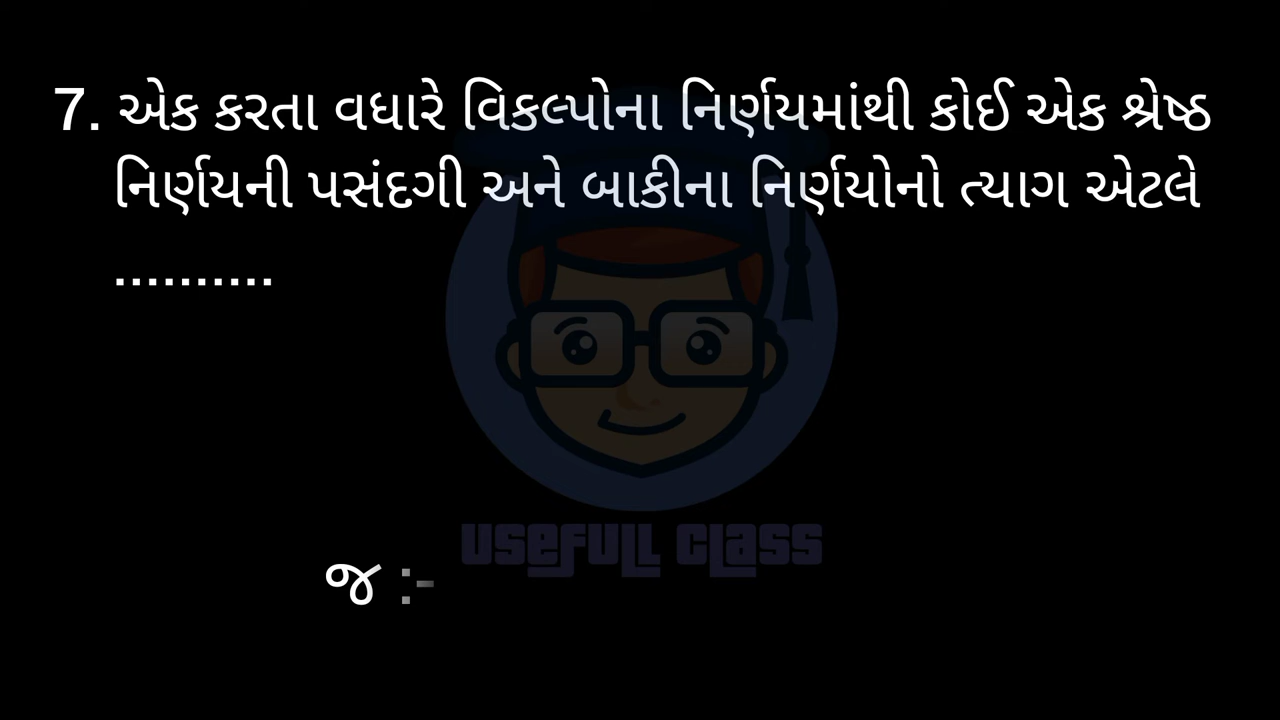 7. એક કરતા વધારે વિકલ્પોના નિર્ણયમાંથી કોઈ એક શ્રેષ્ઠ
નિર્ણયની પસંદગી અને બાકીના નિર્ણયોનો ત્યાગ એટલે
..........
USEFULL CLASS
જ :-